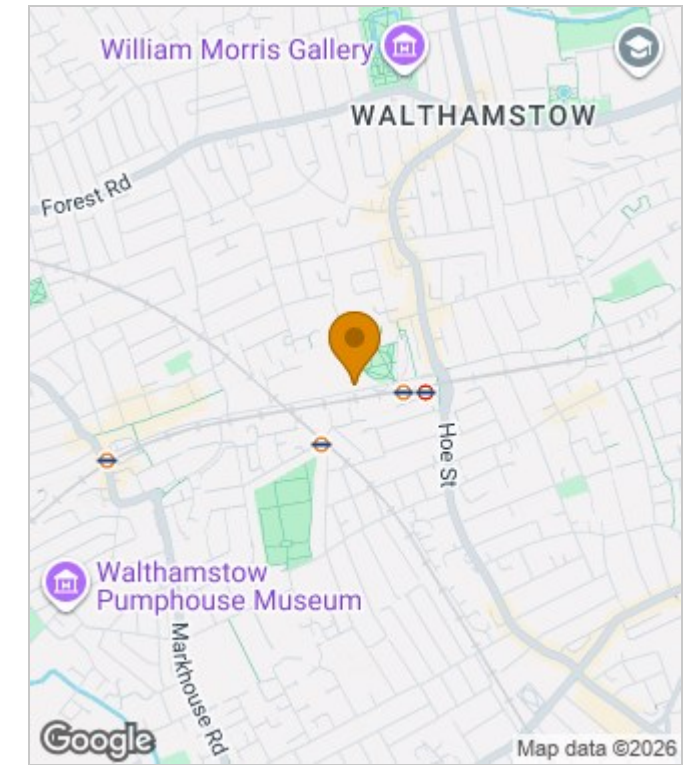 William Morris Gallery
WALTHAMSTOW
Forest Rd
Hoe St
Walthamstow
Pumphouse Museum
Markhouse Rd
Google
Map data ©2026